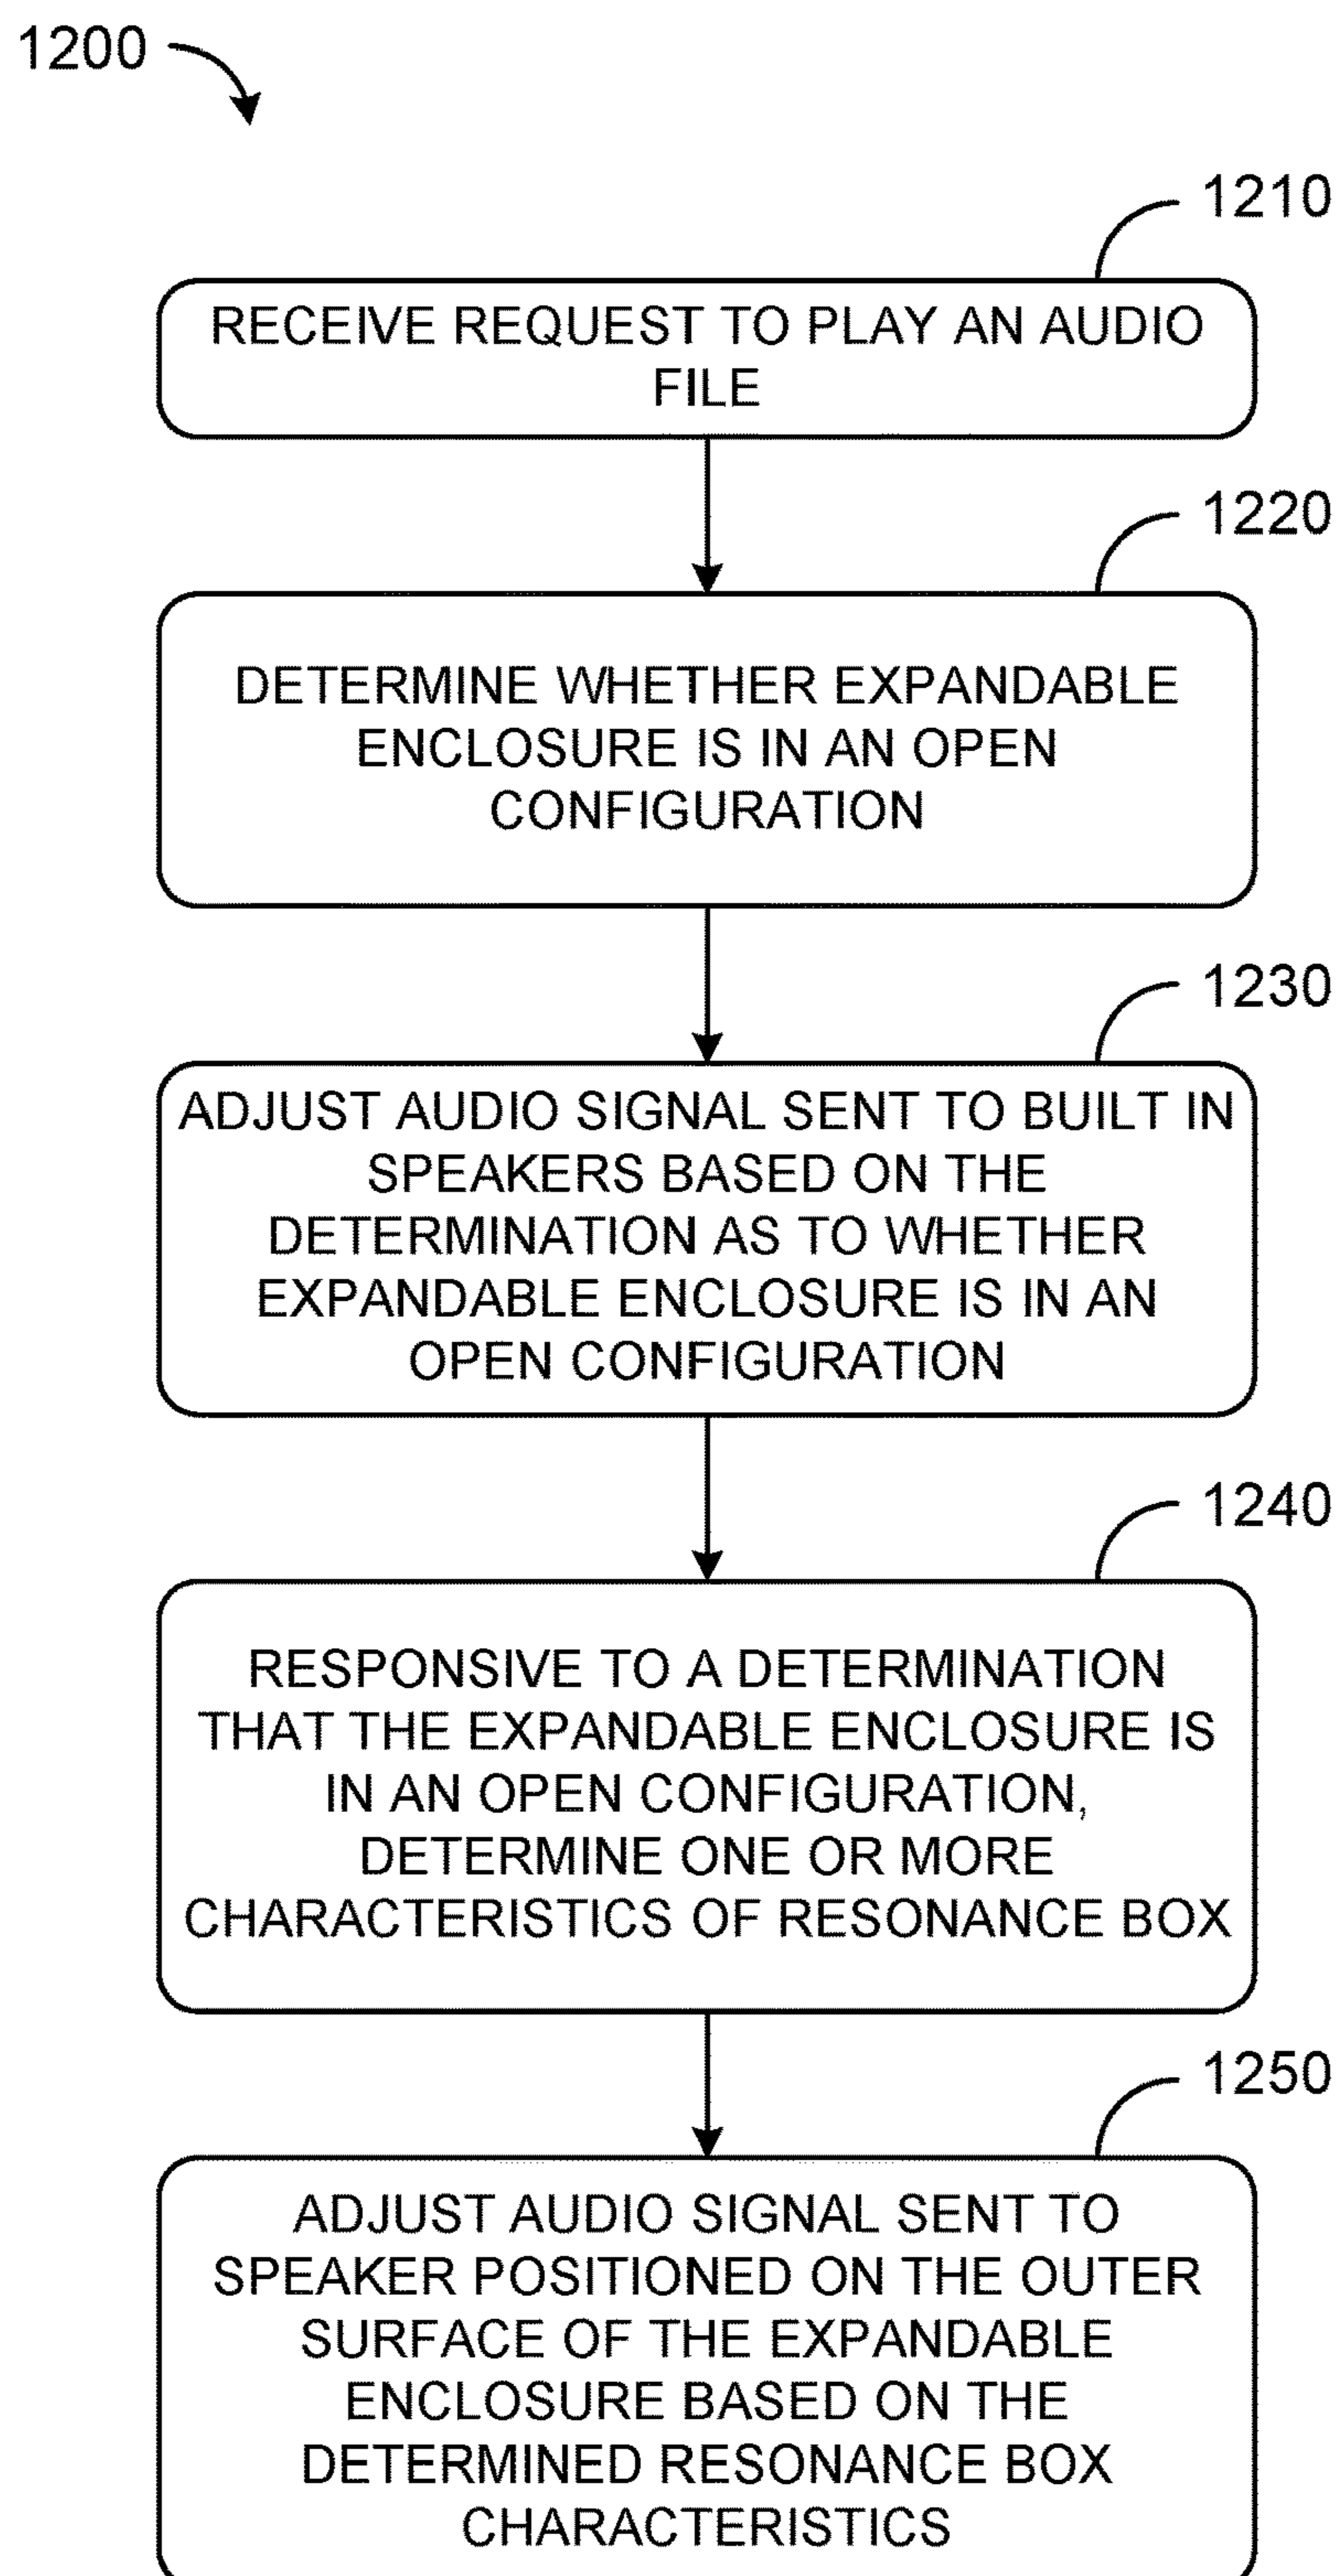 1200
1210
RECEIVE REQUEST TO PLAY AN AUDIO
FILE
1220
DETERMINE WHETHER EXPANDABLE
ENCLOSURE IS IN AN OPEN
CONFIGURATION
1230
ADJUST AUDIO SIGNAL SENT TO BUILT IN
SPEAKERS BASED ON THE
DETERMINATION AS TO WHETHER
EXPANDABLE ENCLOSURE IS IN AN
OPEN CONFIGURATION
1240
RESPONSIVE TO A DETERMINATION
THAT THE EXPANDABLE ENCLOSURE IS
IN AN OPEN CONFIGURATION,
DETERMINE ONE OR MORE
CHARACTERISTICS OF RESONANCE BOX
1250
ADJUST AUDIO SIGNAL SENT TO
SPEAKER POSITIONED ON THE OUTER
SURFACE OF THE EXPANDABLE
ENCLOSURE BASED ON THE
DETERMINED RESONANCE BOX
CHARACTERISTICS